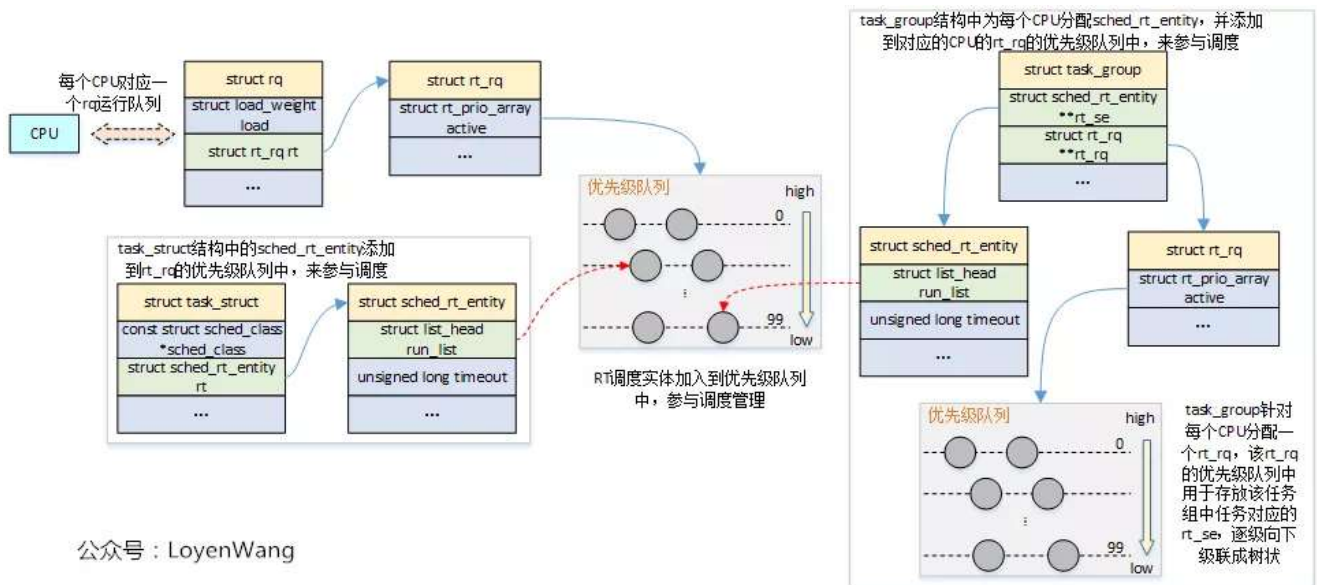 task_group结构中为每个CPU分配sched_rt_entity，并添加
到对应的CPU的rt_rq的优先级队列中，来参与调度
每个CPU对应一
个rq运行队列
CPU
struct rq
struct load_weight
load
struct rt_rq rt
...
struct rt_rq
struct rt_prio_array
active
...
struct task_group
struct sched_rt_entity
**rt_se
struct rt_rq
**rt_rq
...
优先级队列
high
0
⋮
99
low
RT调度实体加入到优先级队列
中，参与调度管理
task_struct结构中的sched_rt_entity添加
到rt_rq的优先级队列中，来参与调度
struct task_struct
const struct sched_class
*sched_class
struct sched_rt_entity
rt
...
struct sched_rt_entity
struct list_head
run_list
unsigned long timeout
...
struct sched_rt_entity
struct list_head
run_list
unsigned long timeout
...
struct rt_rq
struct rt_prio_array
active
...
优先级队列
high
0
⋮
99
low
task_group针对
每个CPU分配一
个rt_rq，该rt_rq
的优先级队列中
用于存放该任务
组中任务对应的
rt_se，逐级向下
级联成树状
公众号：LoyenWang